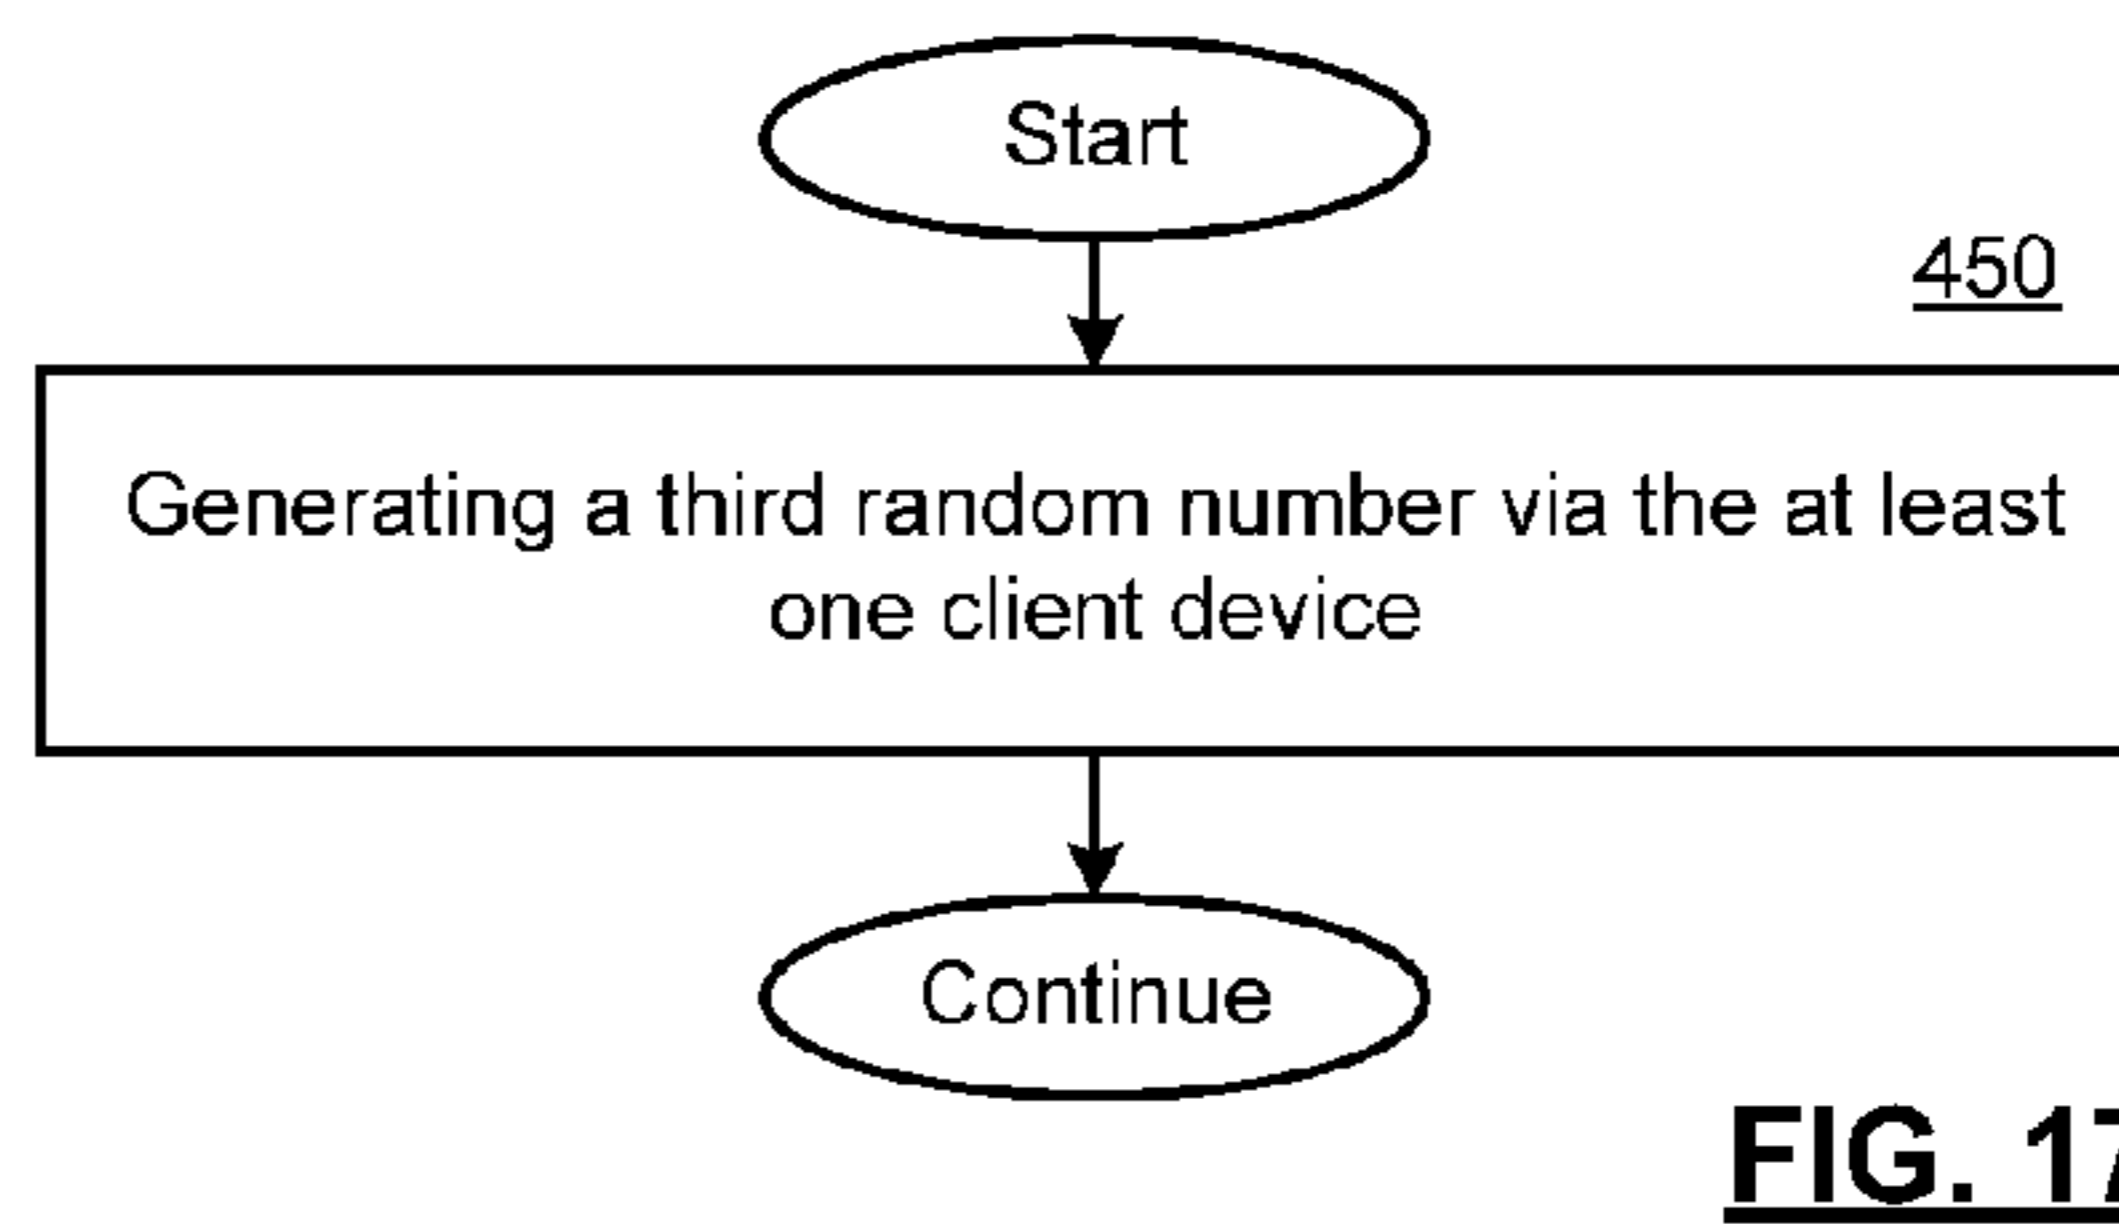 Start
450
Generating a third random number via the at least
one client device
Continue
FIG. 17